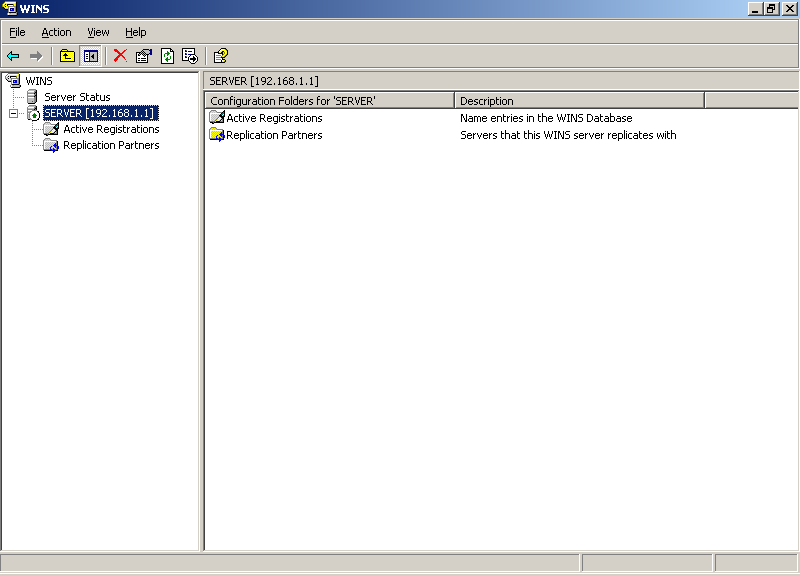 WINS
File Action View Help
WINS
Server Status
SERVER [192.168.1.1]
Active Registrations
Replication Partners
SERVER [192.168.1.1]
Configuration Folders for 'SERVER' Description
Active Registrations Name entries in the WINS Database
Replication Partners Servers that this WINS server replicates with